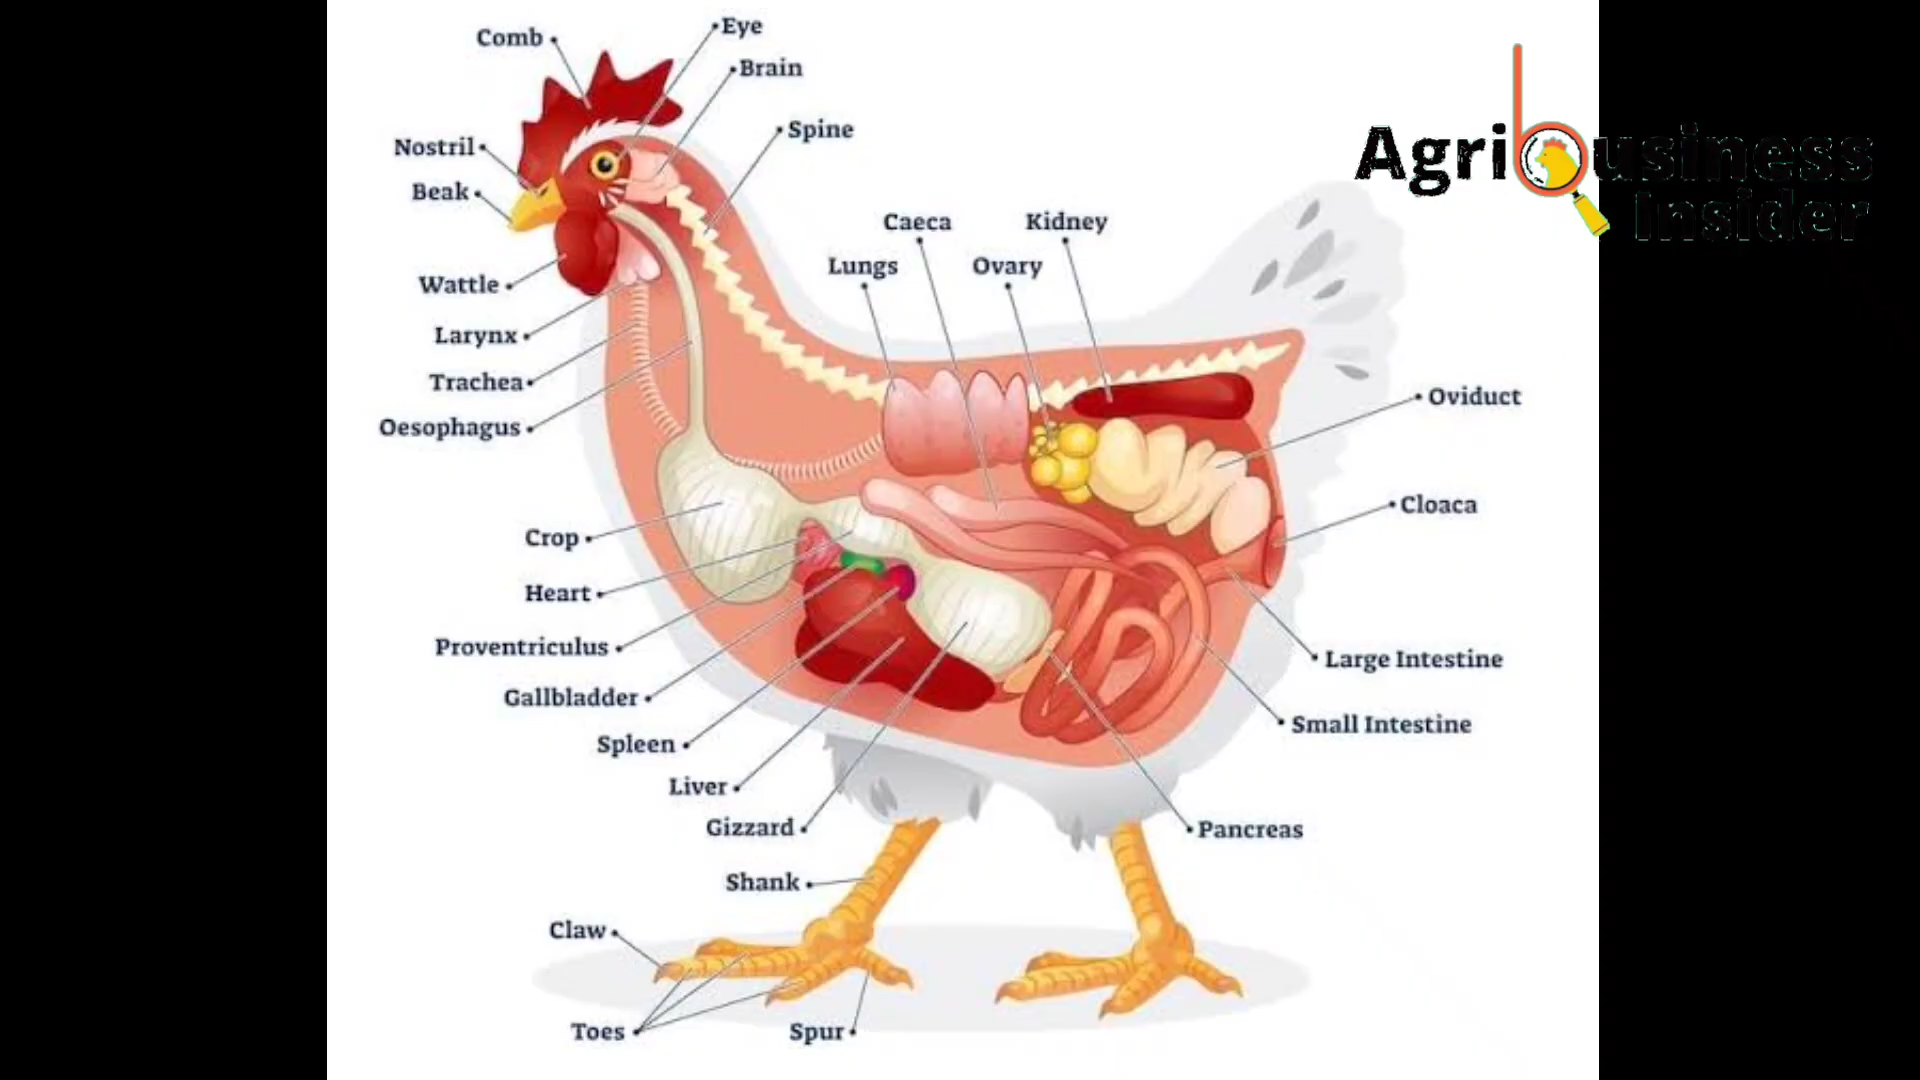 Comb
Eye
Brain
Spine
Nostril
Beak
Wattle
Larynx
Trachea
Oesophagus
Caeca
Kidney
Lungs
Ovary
Agribusiness
Insider
Oviduct
Cloaca
Crop
Heart
Proventriculus
Gallbladder
Spleen
Liver
Gizzard
Large Intestine
Small Intestine
Pancreas
Shank
Claw
Toes
Spur